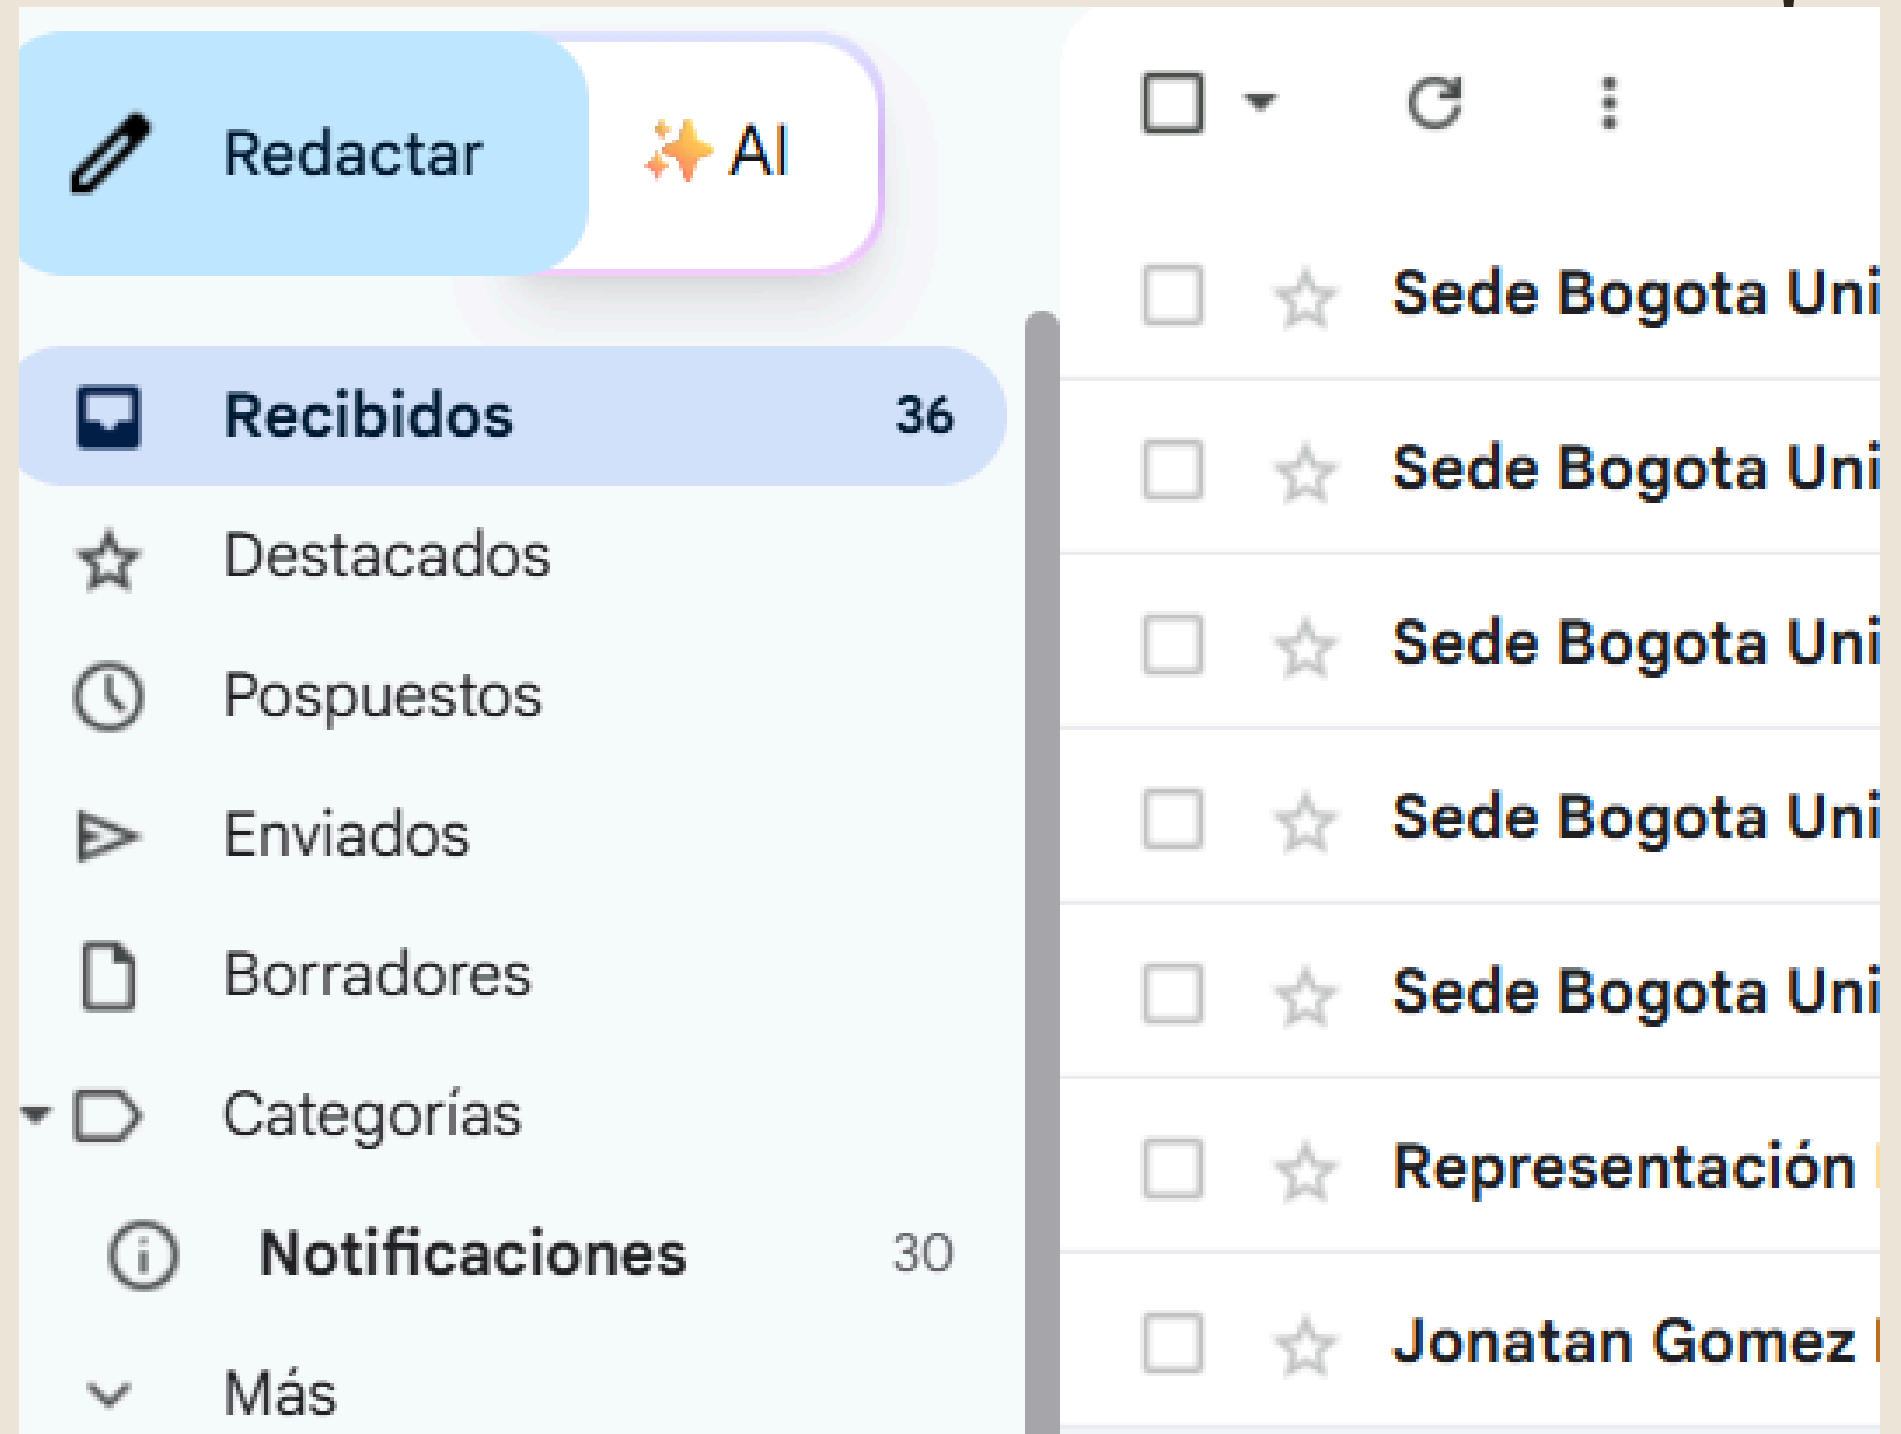 Redactar
✨ AI
Recibidos 36
Destacados
Pospuestos
Enviados
Borradores
Categorías
Notificaciones 30
Más
Sede Bogota Uni
Sede Bogota Uni
Sede Bogota Uni
Sede Bogota Uni
Sede Bogota Uni
Representación
Jonatan Gomez